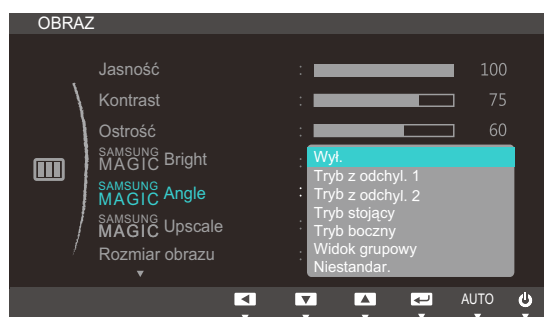 OBRAZ
Jasność : 100
Kontrast : 75
Ostrość : 60
SAMSUNG MAGIC Bright :
SAMSUNG MAGIC Angle :
SAMSUNG MAGIC Upscale :
Rozmiar obrazu :
Wył.
Tryb z odchyl. 1
Tryb z odchyl. 2
Tryb stojący
Tryb boczny
Widok grupowy
Niestandar.
AUTO